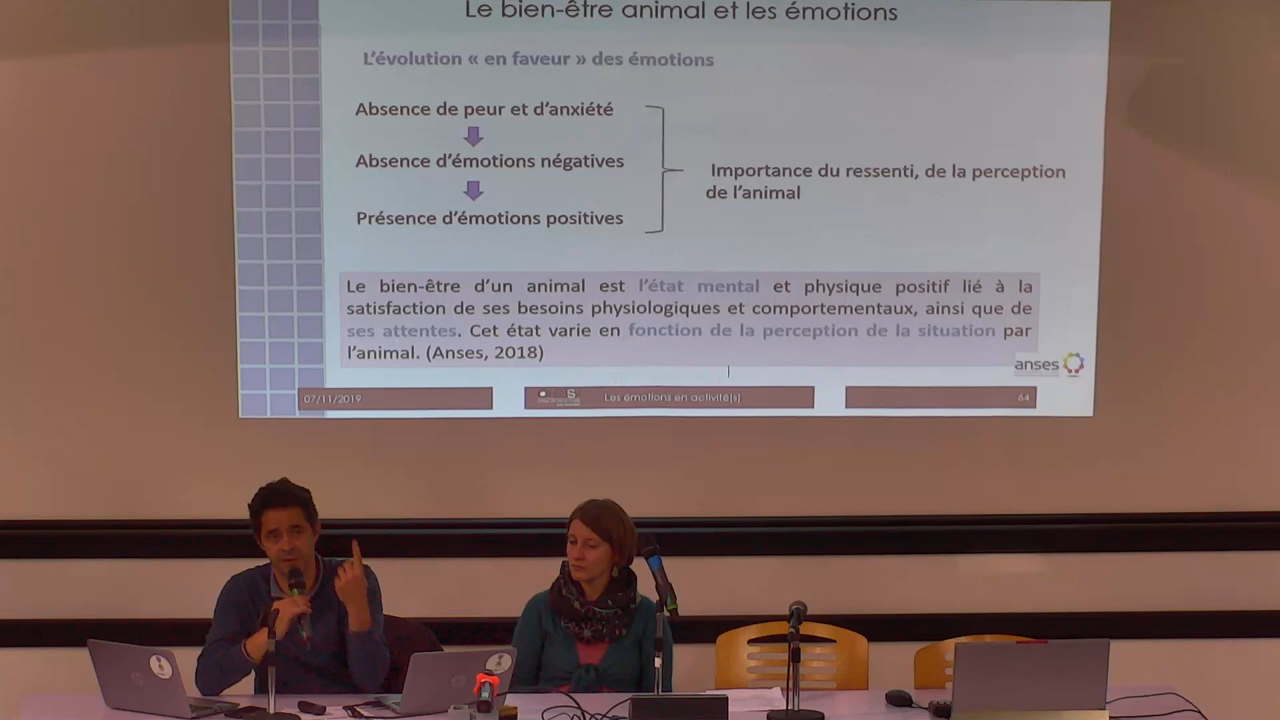 Le bien-être animal et les émotions
L'évolution « en faveur » des émotions
Absence de peur et d'anxiété
Absence d'émotions négatives
Présence d'émotions positives
Importance du ressenti, de la perception
de l'animal
Le bien-être d'un animal est l'état mental et physique positif lié à la
satisfaction de ses besoins physiologiques et comportementaux, ainsi que de
ses attentes. Cet état varie en fonction de la perception de la situation par
l'animal. (Anses, 2018)
anses
07/11/2019
Les émotions en activité(s)
64